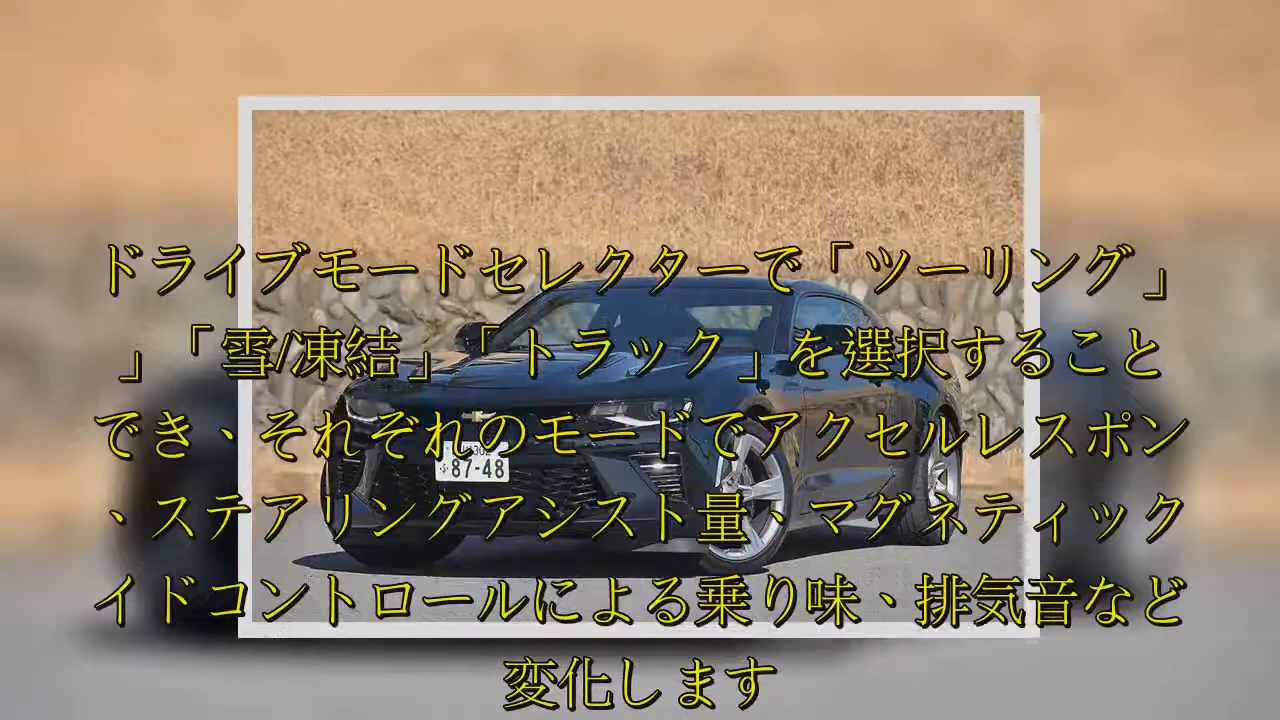 ドライブモードセレクターで「ツーリング」
」「雪/凍結」「トラック」を選択すること
でき、それぞれのモードでアクセルレスポン
、ステアリングアシスト量、マグネティック
イドコントロールによる乗り味、排気音など
変化します
87-48